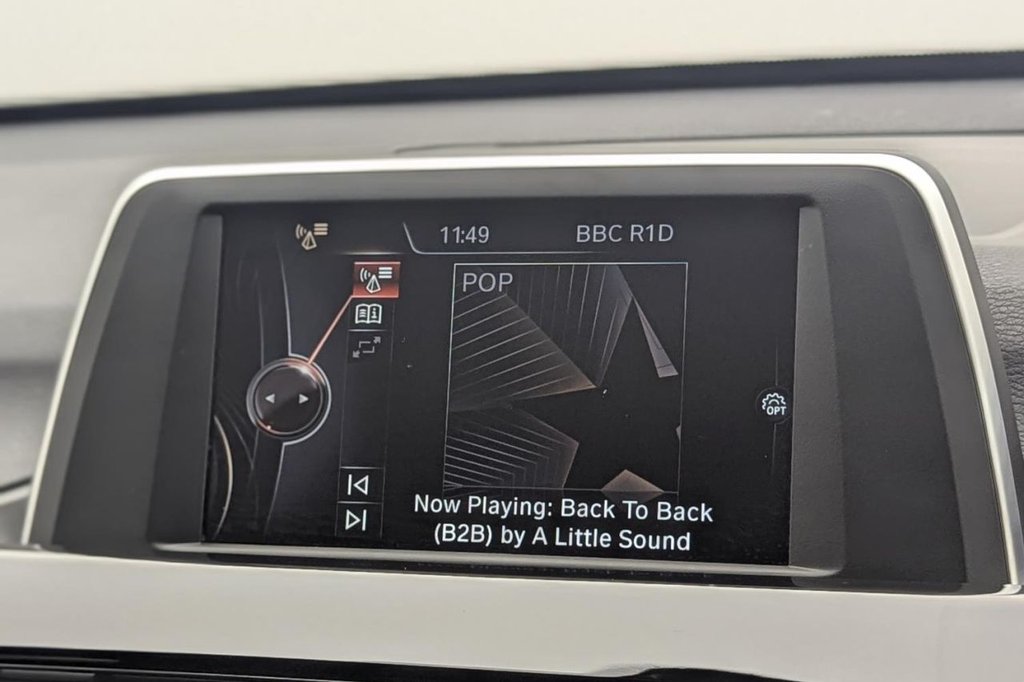 11:49 BBC R1D
POP
OPT
Now Playing: Back To Back
(B2B) by A Little Sound